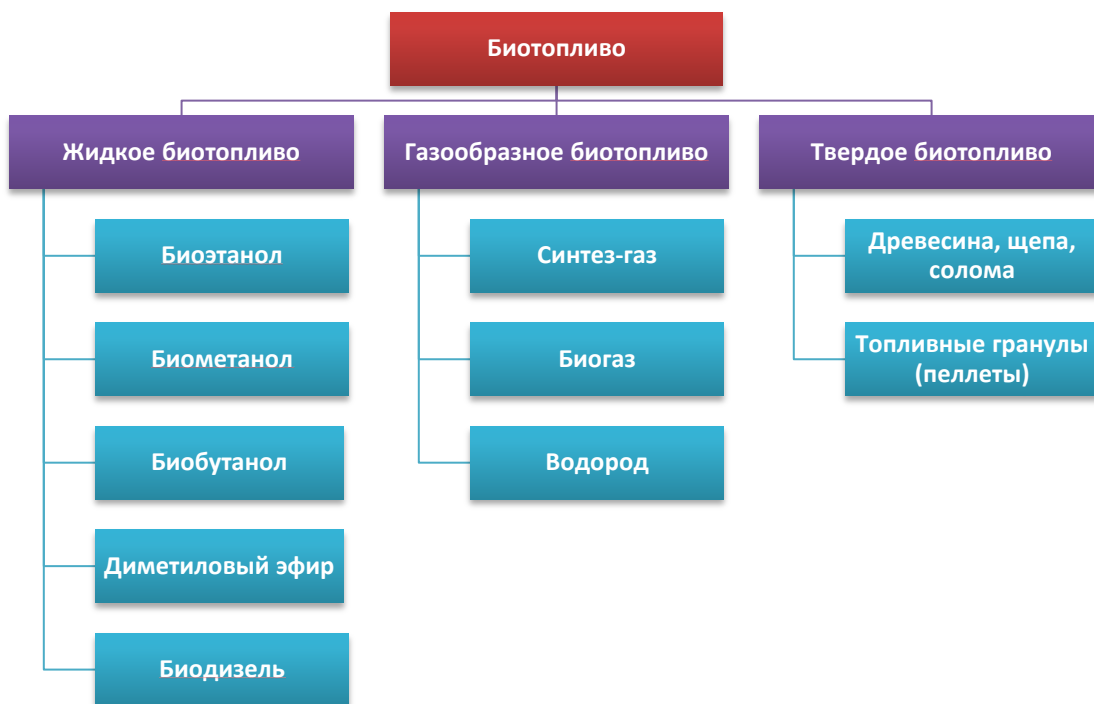 Биотопливо
Жидкое биотопливо
Биоэтанол
Биометанол
Биобутанол
Диметиловый эфир
Биодизель
Газообразное биотопливо
Синтез-газ
Биогаз
Водород
Твердое биотопливо
Древесина, щепа,
солома
Топливные гранулы
(пеллеты)